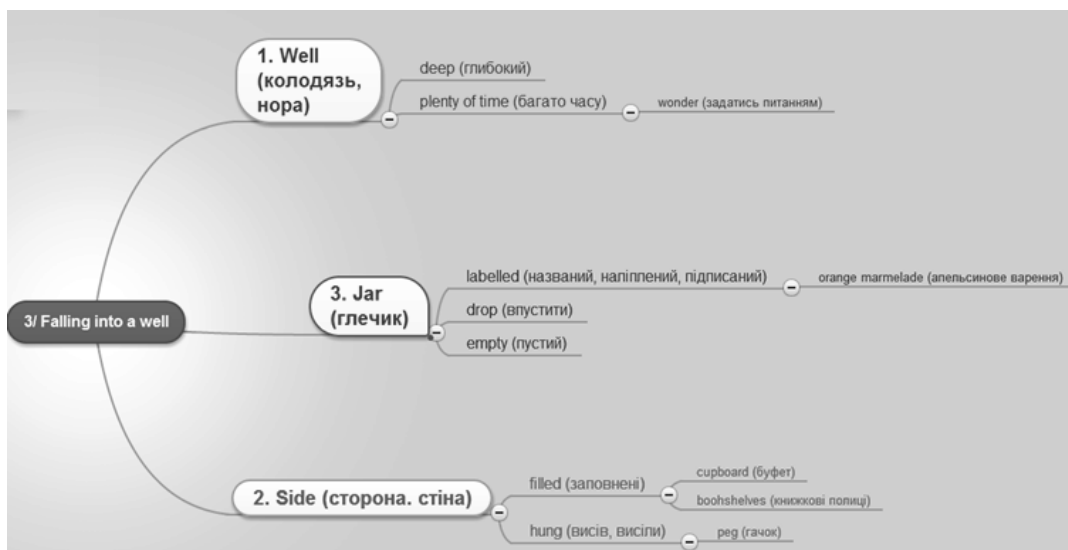 1. Well
(колодязь,
нора)
deep (глибокий)
plenty of time (багато часу)
wonder (задатись питанням)
3/ Falling into a well
3. Jar
(глечик)
labelled (названий, наліплений, підписаний)
orange marmelade (апельсинове варення)
drop (впустити)
empty (пустий)
2. Side (сторона. стіна)
filled (заповнені)
cupboard (буфет)
boohshelves (книжкові полиці)
hung (висів, висіли)
peg (гачок)